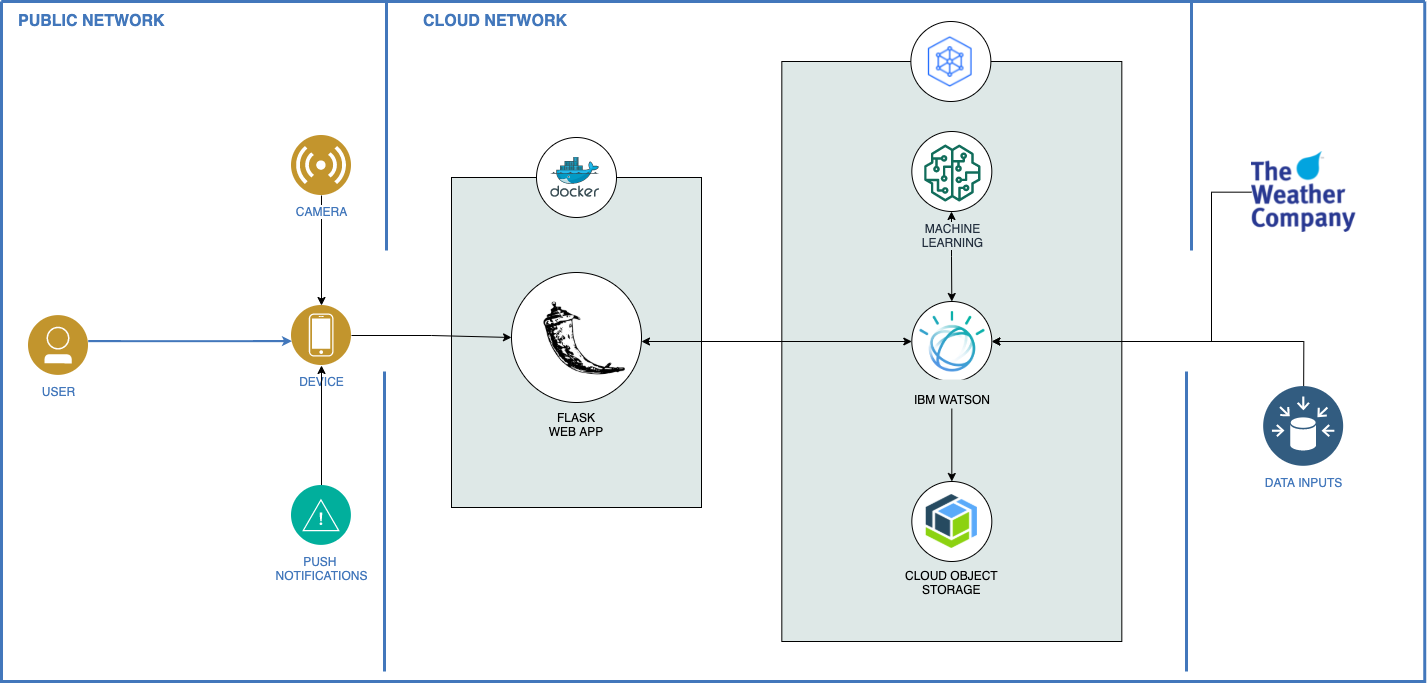 PUBLIC NETWORK
CLOUD NETWORK
CAMERA
USER
DEVICE
PUSH
NOTIFICATIONS
docker
FLASK
WEB APP
MACHINE
LEARNING
IBM WATSON
CLOUD OBJECT
STORAGE
The
Weather
Company
DATA INPUTS